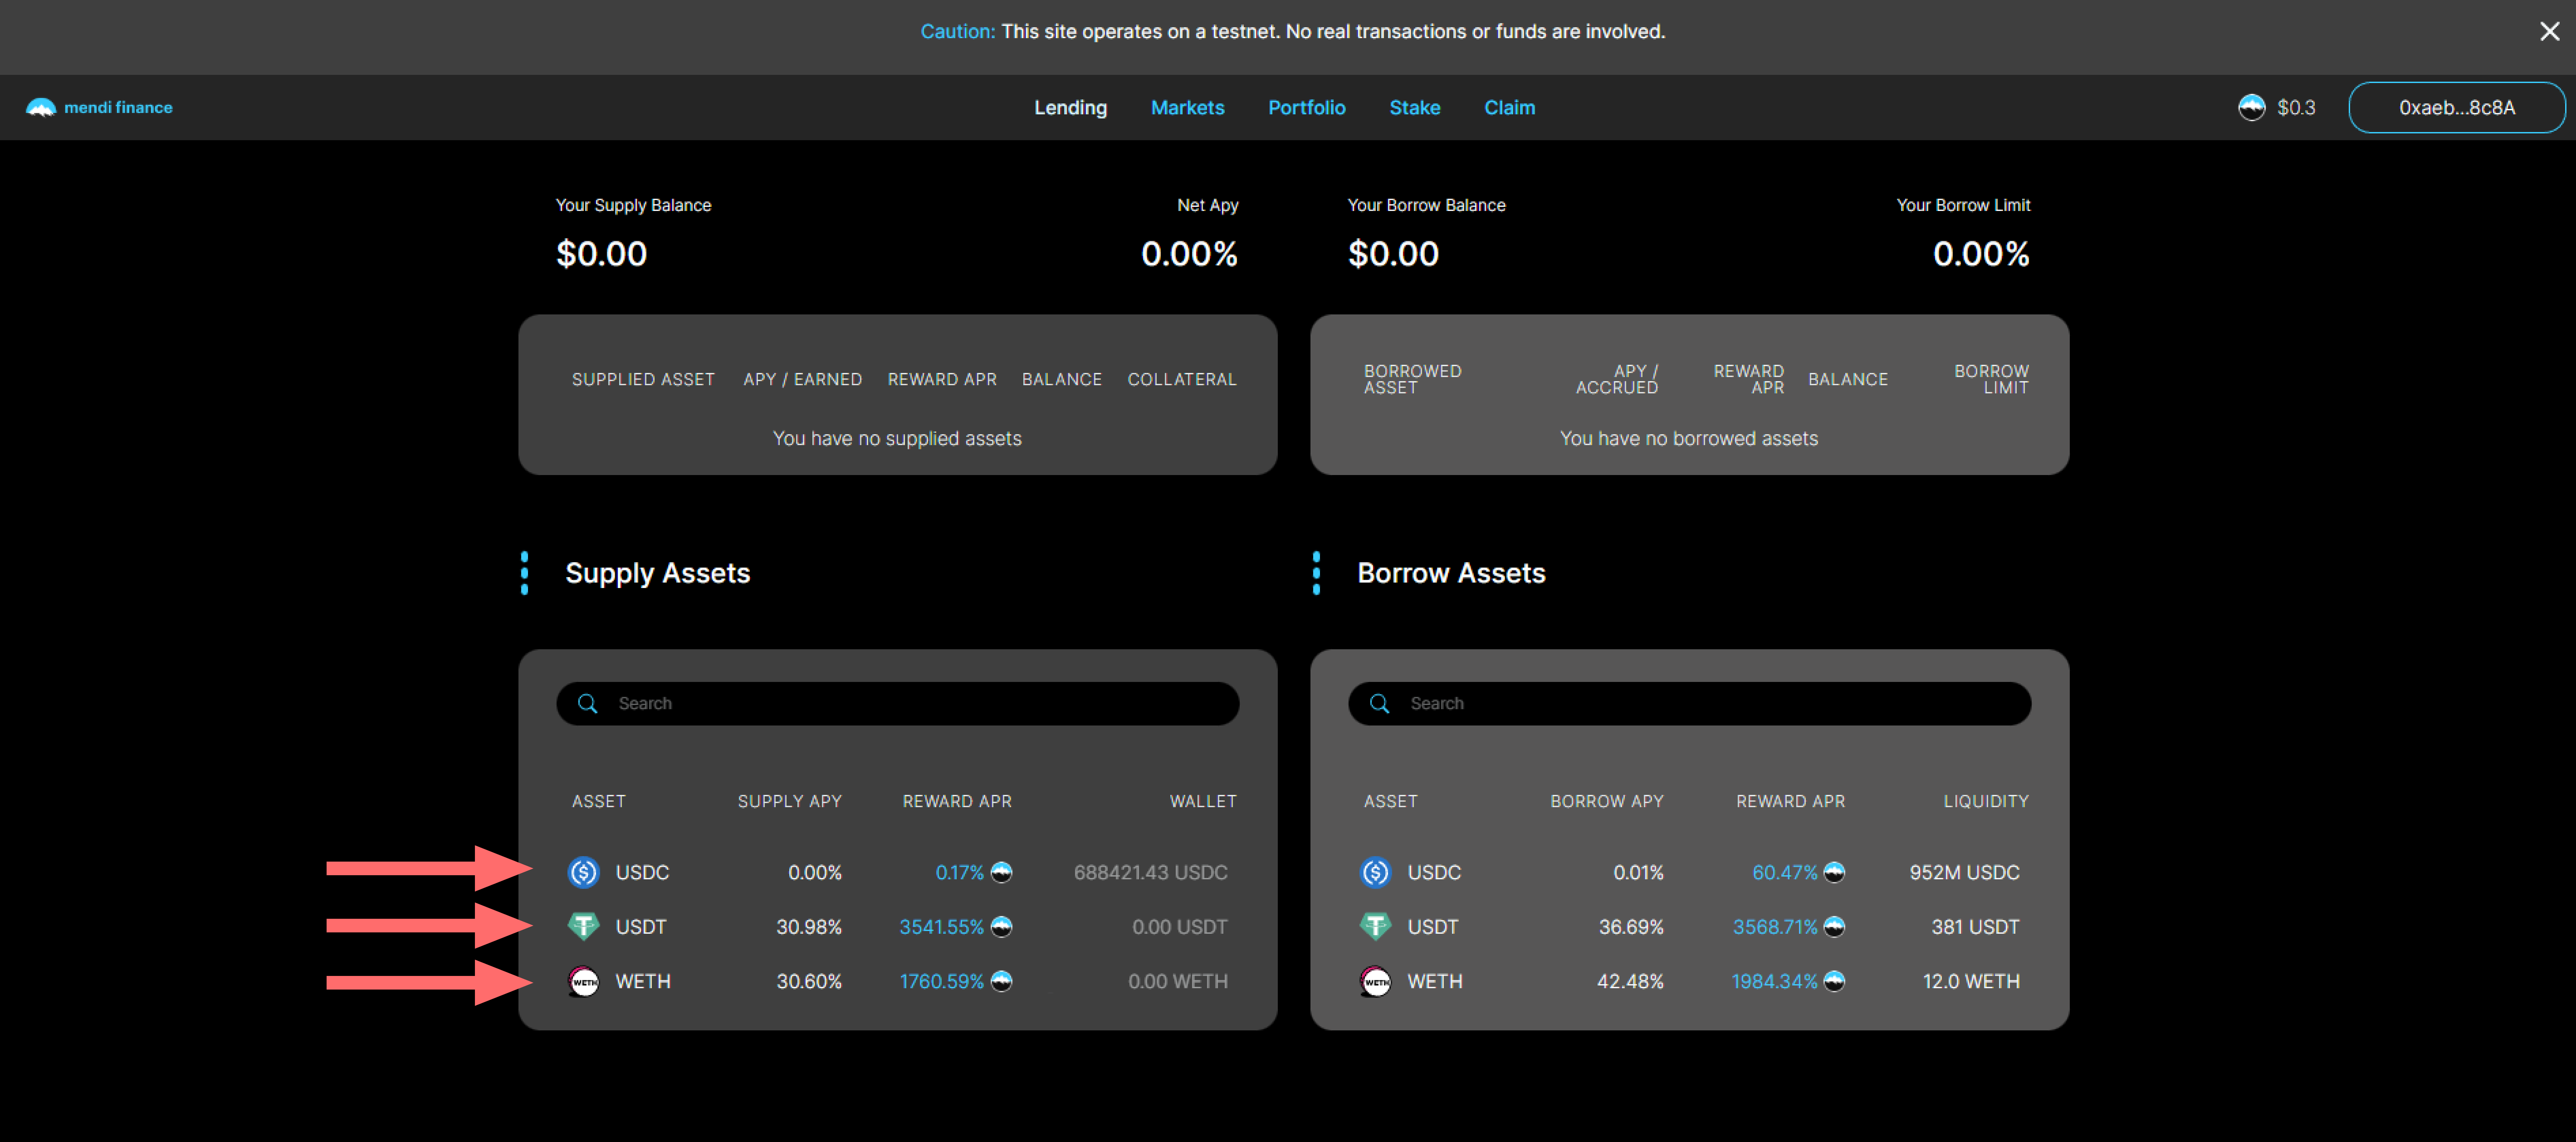 Caution: This site operates on a testnet. No real transactions or funds are involved.
mendi finance
Lending Markets Portfolio Stake Claim
$0.3 0xaeb...8c8A
Your Supply Balance Net Apy
$0.00 0.00%
Your Borrow Balance Your Borrow Limit
$0.00 0.00%
SUPPLIED ASSET APY / EARNED REWARD APR BALANCE COLLATERAL
You have no supplied assets
BORROWED ASSET APY / ACCRUED REWARD APR BALANCE BORROW LIMIT
You have no borrowed assets
Supply Assets
Search
ASSET SUPPLY APY REWARD APR WALLET
USDC 0.00% 0.17% 688421.43 USDC
USDT 30.98% 3541.55% 0.00 USDT
WETH WETH 30.60% 1760.59% 0.00 WETH
Borrow Assets
Search
ASSET BORROW APY REWARD APR LIQUIDITY
USDC 0.01% 60.47% 952M USDC
USDT 36.69% 3568.71% 381 USDT
WETH WETH 42.48% 1984.34% 12.0 WETH